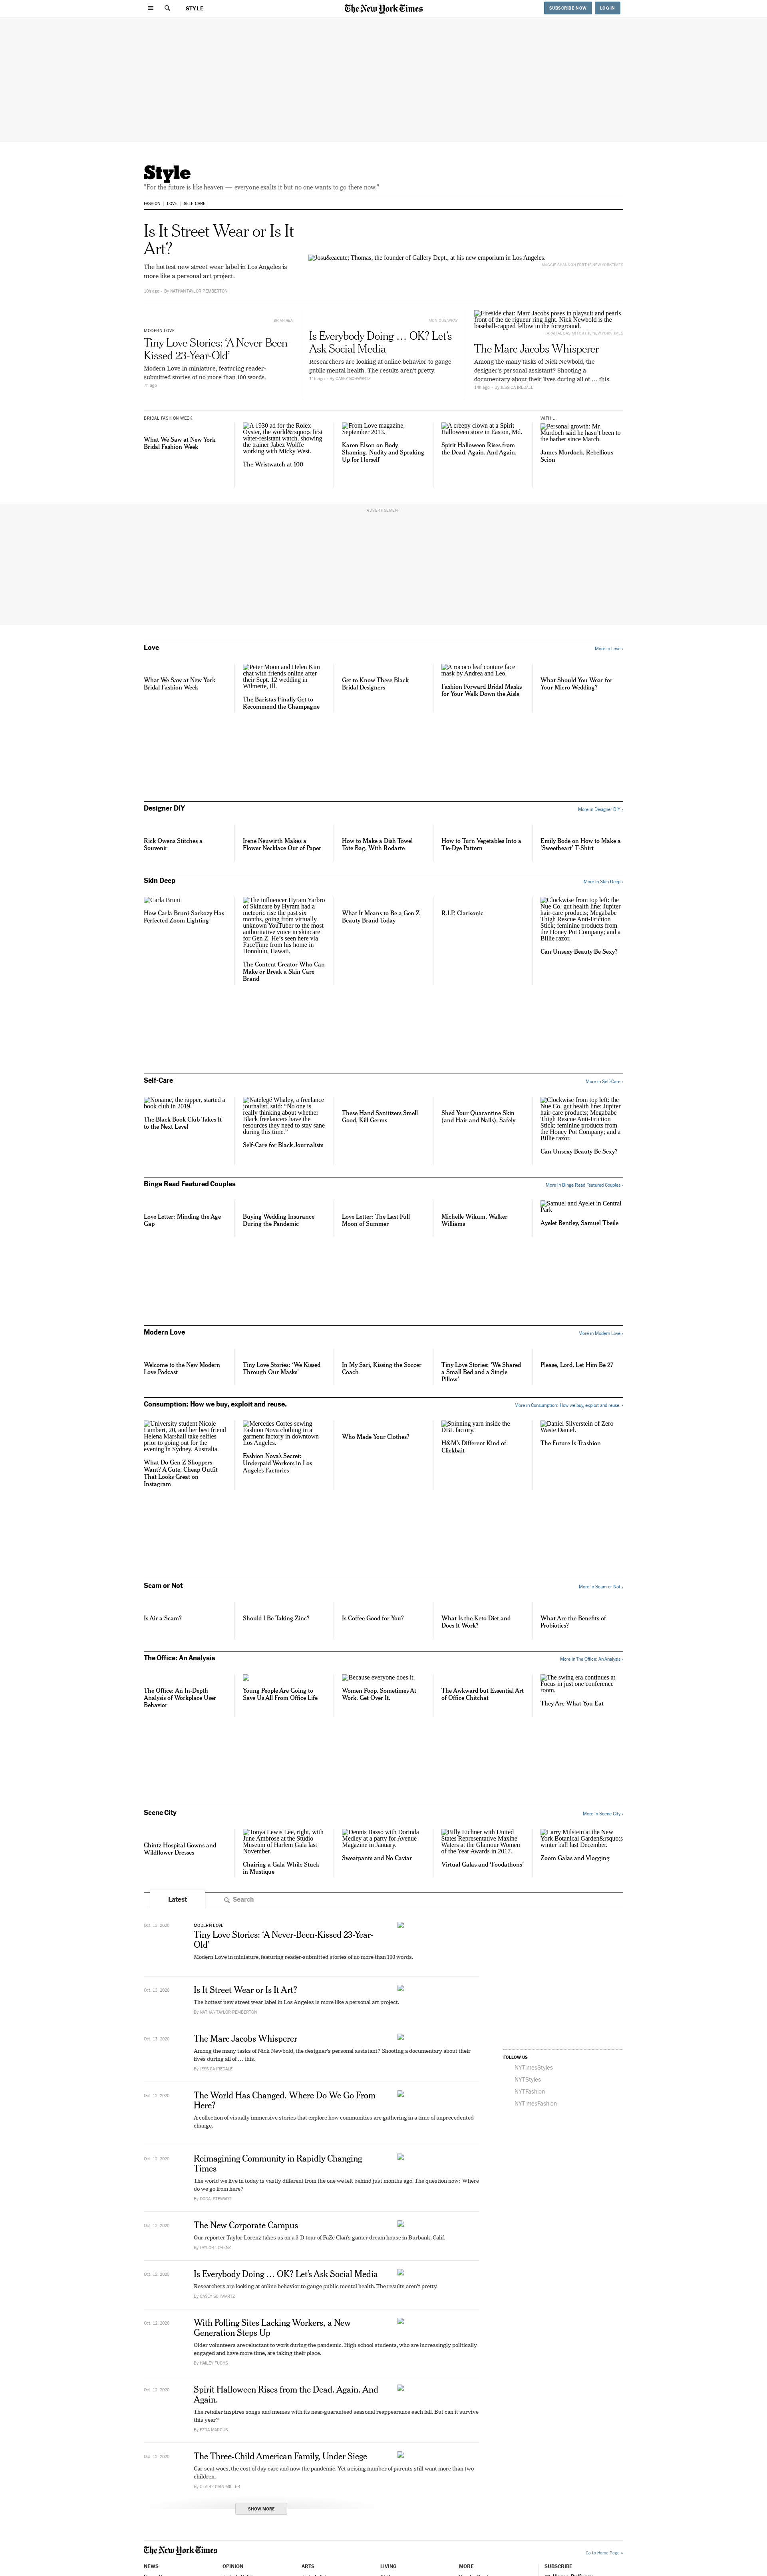 STYLE
The New York Times
SUBSCRIBE NOW
LOG IN
Style
"For the future is like heaven — everyone exalts it but no one wants to go there now."
FASHION | LOVE | SELF-CARE
Is It Street Wear or Is It
Art?
The hottest new street wear label in Los Angeles is
more like a personal art project.
By NATHAN TAYLOR PEMBERTON
Josu&eacute; Thomas, the founder of Gallery Dept., at his new emporium in Los Angeles.
BRIAN REA
MODERN LOVE
Tiny Love Stories: ‘A Never-Been-
Kissed 23-Year-Old’
Modern Love in miniature, featuring reader-
submitted stories of no more than 100 words.
7h ago
Is Everybody Doing … OK? Let’s
Ask Social Media
Researchers are looking at online behavior to gauge
public mental health. The results aren’t pretty.
By CASEY SCHWARTZ
Fireside chat: Marc Jacobs poses in playsuit and pearls
front of the de rigueur ring light. Nick Newbold is the
baseball-capped fellow in the foreground.
The Marc Jacobs Whisperer
Among the many tasks of Nick Newbold, the
designer’s personal assistant? Shooting a
documentary about their lives during all of … this.
By JESSICA IREDALE
BRIDAL FASHION WEEK
What We Saw at New York
Bridal Fashion Week
A 1930 ad for the Rolex
Oyster, the world&rsquo;s first
water-resistant watch, showing
the trainer Jabez Wolffe
working with Micky West.
The Wristwatch at 100
From Love magazine,
September 2013.
Karen Elson on Body
Shaming, Nudity and Speaking
Up for Herself
A creepy clown at a Spirit
Halloween store in Easton, Md.
Spirit Halloween Rises from
the Dead. Again. And Again.
WITH …
Personal growth: Mr.
Murdoch said he hasn’t been to
the barber since March.
James Murdoch, Rebellious
Scion
ADVERTISEMENT
Love
More in Love ›
What We Saw at New York
Bridal Fashion Week
Peter Moon and Helen Kim
chat with friends online after
their Sept. 12 wedding in
Wilmette, Ill.
The Baristas Finally Get to
Recommend the Champagne
Get to Know These Black
Bridal Designers
A rococo leaf couture face
mask by Andrea and Leo.
Fashion Forward Bridal Masks
for Your Walk Down the Aisle
What Should You Wear for
Your Micro Wedding?
Designer DIY
More in Designer DIY ›
Rick Owens Stitches a
Souvenir
Irene Neuwirth Makes a
Flower Necklace Out of Paper
How to Make a Dish Towel
Tote Bag, With Rodarte
How to Turn Vegetables Into a
Tie-Dye Pattern
Emily Bode on How to Make a
‘Sweetheart’ T-Shirt
Skin Deep
More in Skin Deep ›
Carla Bruni
How Carla Bruni-Sarkozy Has
Perfected Zoom Lighting
The influencer Hyram Yarbro
of Skincare by Hyram had a
meteroric rise the past six
months, going from virtually
unknown YouTuber to the most
authoritative voice in skincare
for Gen Z. He’s seen here via
FaceTime from his home in
Honolulu, Hawaii.
The Content Creator Who Can
Make or Break a Skin Care
Brand
What It Means to Be a Gen Z
Beauty Brand Today
R.I.P. Clarisonic
Clockwise from top left: the
Nue Co. gut health line; Jupiter
hair-care products; Megababe
Thigh Rescue Anti-Friction
Stick; feminine products from
the Honey Pot Company; and a
Billie razor.
Can Unsexy Beauty Be Sexy?
Self-Care
More in Self-Care ›
Noname, the rapper, started a
book club in 2019.
The Black Book Club Takes It
to the Next Level
Natelegé Whaley, a freelance
journalist, said: “No one is
really thinking about whether
Black freelancers have the
resources they need to stay sane
during this time.”
Self-Care for Black Journalists
These Hand Sanitizers Smell
Good, Kill Germs
Shed Your Quarantine Skin
(and Hair and Nails), Safely
Clockwise from top left: the
Nue Co. gut health line; Jupiter
hair-care products; Megababe
Thigh Rescue Anti-Friction
Stick; feminine products from
the Honey Pot Company; and a
Billie razor.
Can Unsexy Beauty Be Sexy?
Binge Read Featured Couples
More in Binge Read Featured Couples ›
Love Letter: Minding the Age
Gap
Buying Wedding Insurance
During the Pandemic
Love Letter: The Last Full
Moon of Summer
Michelle Wikum, Walker
Williams
Samuel and Ayelet in Central
Park
Ayelet Bentley, Samuel Tbeile
Modern Love
More in Modern Love ›
Welcome to the New Modern
Love Podcast
Tiny Love Stories: ‘We Kissed
Through Our Masks’
In My Sari, Kissing the Soccer
Coach
Tiny Love Stories: ‘We Shared
a Small Bed and a Single
Pillow’
Please, Lord, Let Him Be 27
Consumption: How we buy, exploit and reuse.
More in Consumption: How we buy, exploit and reuse. ›
University student Nicole
Lambert, 20, and her best friend
Helena Marshall take selfies
prior to going out for the
evening in Sydney, Australia.
What Do Gen Z Shoppers
Want? A Cute, Cheap Outfit
That Looks Great on
Instagram
Mercedes Cortes sewing
Fashion Nova clothing in a
garment factory in downtown
Los Angeles.
Fashion Nova’s Secret:
Underpaid Workers in Los
Angeles Factories
Who Made Your Clothes?
Spinning yarn inside the
DBL factory.
H&M’s Different Kind of
Clickbait
Daniel Silverstein of Zero
Waste Daniel.
The Future Is Trashion
Scam or Not
More in Scam or Not ›
Is Air a Scam?
Should I Be Taking Zinc?
Is Coffee Good for You?
What Is the Keto Diet and
Does It Work?
What Are the Benefits of
Probiotics?
The Office: An Analysis
More in The Office: An Analysis ›
The Office: An In-Depth
Analysis of Workplace User
Behavior
Young People Are Going to
Save Us All From Office Life
Because everyone does it.
Women Poop. Sometimes At
Work. Get Over It.
The Awkward but Essential Art
of Office Chitchat
The swing era continues at
Focus in just one conference
room.
They Are What You Eat
Scene City
More in Scene City ›
Chintz Hospital Gowns and
Wildflower Dresses
Tonya Lewis Lee, right, with
June Ambrose at the Studio
Museum of Harlem Gala last
November.
Chairing a Gala While Stuck
in Mustique
Dennis Basso with Dorinda
Medley at a party for Avenue
Magazine in January.
Sweatpants and No Caviar
Billy Eichner with United
States Representative Maxine
Waters at the Glamour Women
of the Year Awards in 2017.
Virtual Galas and ‘Foodathons’
Larry Milstein at the New
York Botanical Garden&rsquo;s
winter ball last December.
Zoom Galas and Vlogging
Latest
Search
Oct. 13, 2020
MODERN LOVE
Tiny Love Stories: ‘A Never-Been-Kissed 23-Year-
Old’
Modern Love in miniature, featuring reader-submitted stories of no more than 100 words.
Oct. 13, 2020
Is It Street Wear or Is It Art?
The hottest new street wear label in Los Angeles is more like a personal art project.
By NATHAN TAYLOR PEMBERTON
Oct. 13, 2020
The Marc Jacobs Whisperer
Among the many tasks of Nick Newbold, the designer’s personal assistant? Shooting a documentary about their
lives during all of … this.
By JESSICA IREDALE
FOLLOW US
NYTimesStyles
NYTStyles
NYTFashion
NYTimesFashion
Oct. 12, 2020
The World Has Changed. Where Do We Go From
Here?
A collection of visually immersive stories that explore how communities are gathering in a time of unprecedented
change.
Oct. 12, 2020
Reimagining Community in Rapidly Changing
Times
The world we live in today is vastly different from the one we left behind just months ago. The question now: Where
do we go from here?
By DODAI STEWART
Oct. 12, 2020
The New Corporate Campus
Our reporter Taylor Lorenz takes us on a 3-D tour of FaZe Clan’s gamer dream house in Burbank, Calif.
By TAYLOR LORENZ
Oct. 12, 2020
Is Everybody Doing … OK? Let’s Ask Social Media
Researchers are looking at online behavior to gauge public mental health. The results aren’t pretty.
By CASEY SCHWARTZ
Oct. 12, 2020
With Polling Sites Lacking Workers, a New
Generation Steps Up
Older volunteers are reluctant to work during the pandemic. High school students, who are increasingly politically
engaged and have more time, are taking their place.
By HAILEY FUCHS
Oct. 12, 2020
Spirit Halloween Rises from the Dead. Again. And
Again.
The retailer inspires songs and memes with its near-guaranteed seasonal reappearance each fall. But can it survive
this year?
By EZRA MARCUS
Oct. 12, 2020
The Three-Child American Family, Under Siege
Car-seat woes, the cost of day care and now the pandemic. Yet a rising number of parents still want more than two
children.
By CLAIRE CAIN MILLER
SHOW MORE
The New York Times
Go to Home Page »
NEWS
OPINION
ARTS
LIVING
MORE
SUBSCRIBE